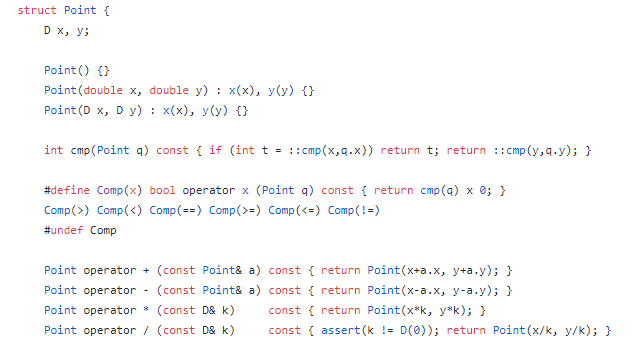 struct Point {
    D x, y;

    Point() {}
    Point(double x, double y) : x(x), y(y) {}
    Point(D x, D y) : x(x), y(y) {}

    int cmp(Point q) const { if (int t = ::cmp(x,q.x)) return t; return ::cmp(y,q.y); }

    #define Comp(x) bool operator x (Point q) const { return cmp(q) x 0; }
    Comp(>) Comp(<) Comp(==) Comp(>=) Comp(<=) Comp(!=)
    #undef Comp

    Point operator + (const Point& a) const { return Point(x+a.x, y+a.y); }
    Point operator - (const Point& a) const { return Point(x-a.x, y-a.y); }
    Point operator * (const D& k)     const { return Point(x*k, y*k); }
    Point operator / (const D& k)     const { assert(k != D(0)); return Point(x/k, y/k); }